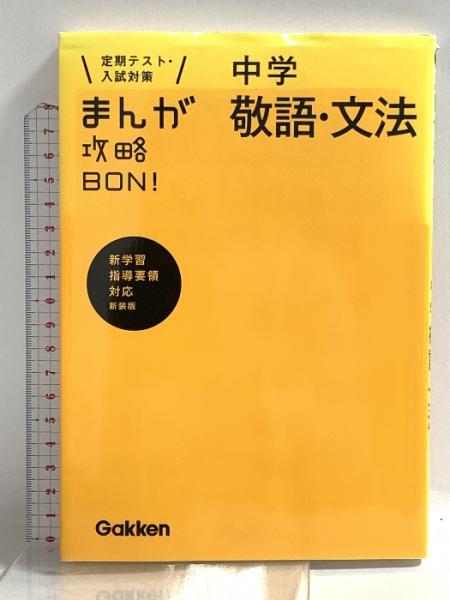 定期テスト・
入試対策
まんが
攻略
BON!
中学
敬語・文法
新学習
指導要領
対応
新装版
Gakken